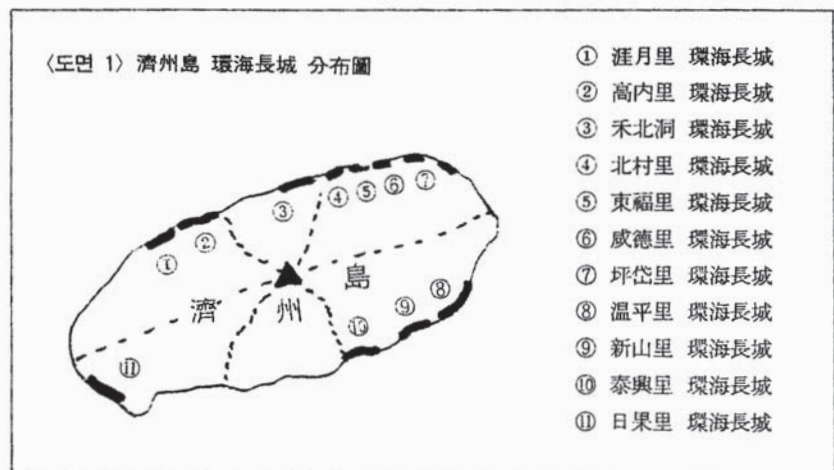 〈도면 1〉 濟州島 環海長城 分布圖
① 涯月里 環海長城
② 高內里 環海長城
③ 禾北洞 環海長城
④ 北村里 環海長城
⑤ 東福里 環海長城
⑥ 咸德里 環海長城
⑦ 坪岱里 環海長城
⑧ 温平里 環海長城
⑨ 新山里 環海長城
⑩ 泰興里 環海長城
⑪ 日果里 環海長城
③ ④ ⑤ ⑥ ⑦
① ②
濟 州 島
⑩ ⑨ ⑧
⑪